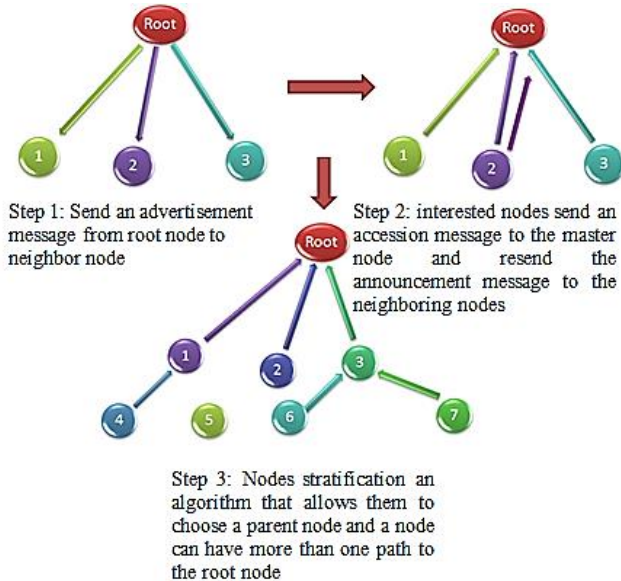 Root
1
2
3
Step 1: Send an advertisement
message from root node to
neighbor node
Root
1
2
3
Step 2: interested nodes send an
accession message to the master
node and resend the
announcement message to the
neighboring nodes
Root
1
2
3
4
5
6
7
Step 3: Nodes stratification an
algorithm that allows them to
choose a parent node and a node
can have more than one path to
the root node